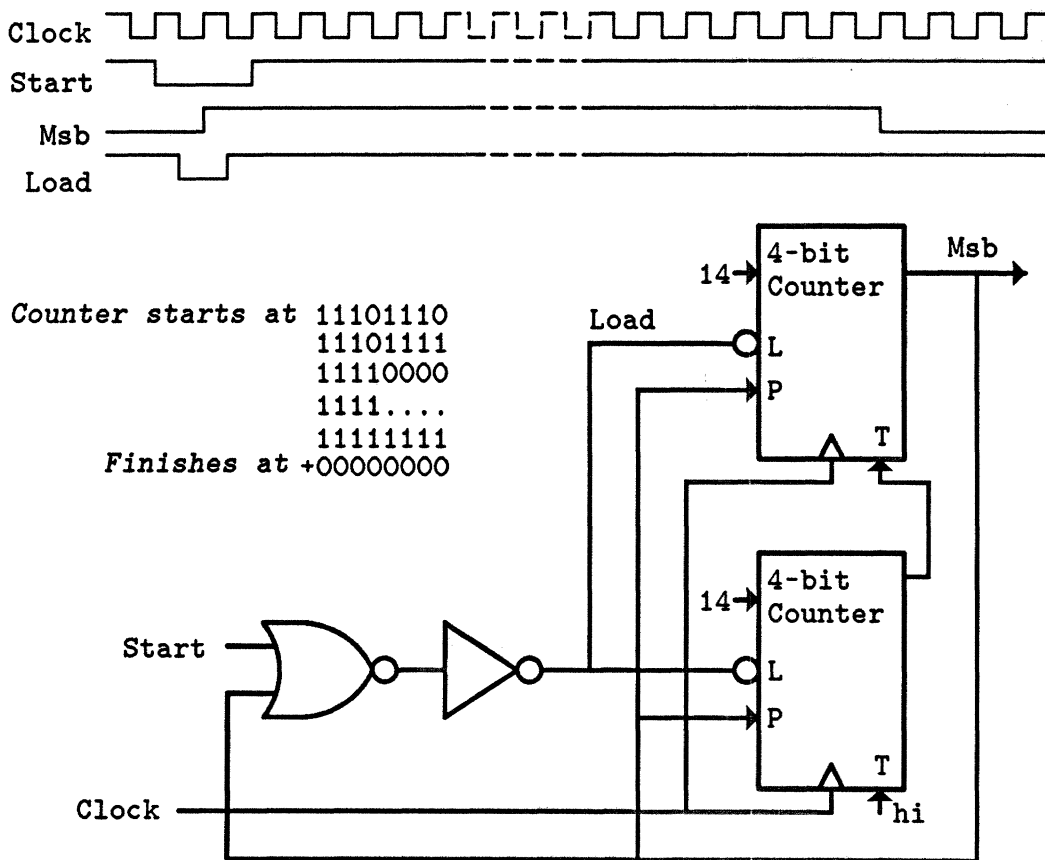 Clock
Start
Msb
Load
4-bit
Counter
Msb
14
L
P
T
Counter starts at 11101110
11101111
11110000
1111....
11111111
Finishes at +00000000
Load
4-bit
Counter
14
L
P
T
hi
Start
Clock